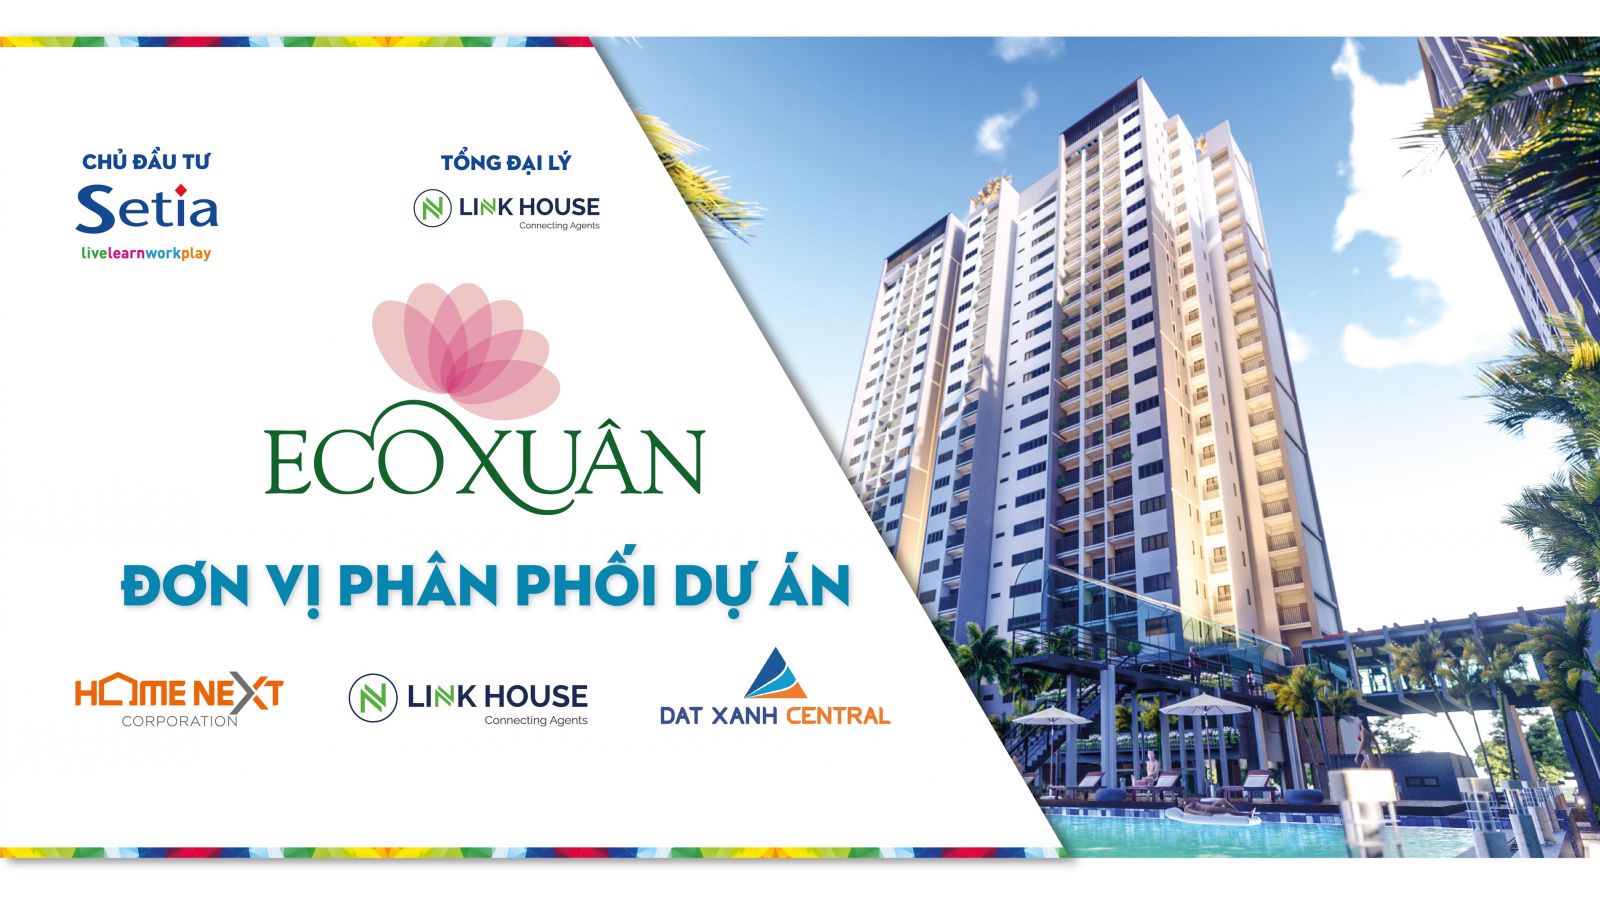 CHỦ ĐẦU TƯ
Setia
livelearnworkplay
TỔNG ĐẠI LÝ
LINK HOUSE
Connecting Agents
ECOXUÂN
ĐƠN VỊ PHÂN PHỐI DỰ ÁN
HOME NEXT
CORPORATION
LINK HOUSE
Connecting Agents
DAT XANH CENTRAL